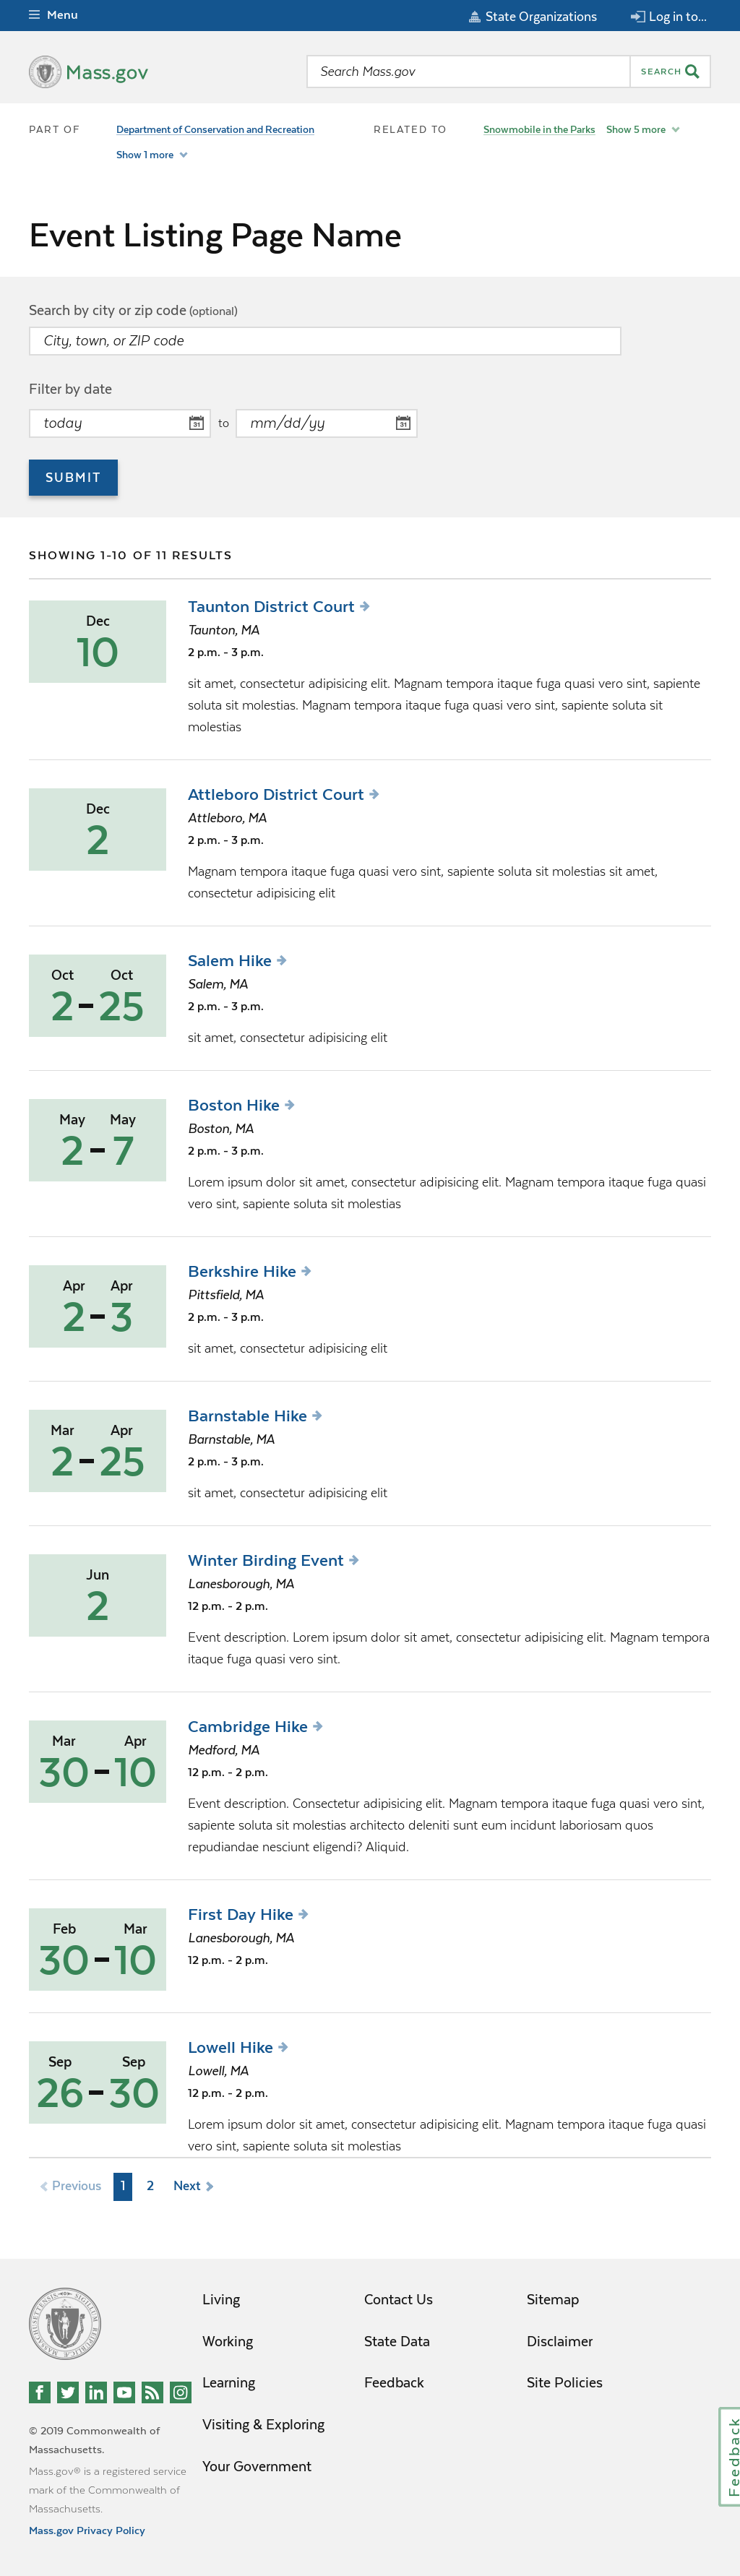 Menu
State Organizations
Log in to...
Mass.gov
Search Mass.gov
SEARCH
PART OF
Department of Conservation and Recreation
Show 1 more
RELATED TO
Snowmobile in the Parks
Show 5 more
Event Listing Page Name
Search by city or zip code (optional)
City, town, or ZIP code
Filter by date
today
31
to
mm/dd/yy
31
SUBMIT
SHOWING 1-10 OF 11 RESULTS
Dec
10
Taunton District Court
Taunton, MA
2 p.m. - 3 p.m.
sit amet, consectetur adipisicing elit. Magnam tempora itaque fuga quasi vero sint, sapiente
soluta sit molestias. Magnam tempora itaque fuga quasi vero sint, sapiente soluta sit
molestias
Dec
2
Attleboro District Court
Attleboro, MA
2 p.m. - 3 p.m.
Magnam tempora itaque fuga quasi vero sint, sapiente soluta sit molestias sit amet,
consectetur adipisicing elit
Oct Oct
2 - 25
Salem Hike
Salem, MA
2 p.m. - 3 p.m.
sit amet, consectetur adipisicing elit
May May
2 - 7
Boston Hike
Boston, MA
2 p.m. - 3 p.m.
Lorem ipsum dolor sit amet, consectetur adipisicing elit. Magnam tempora itaque fuga quasi
vero sint, sapiente soluta sit molestias
Apr Apr
2 - 3
Berkshire Hike
Pittsfield, MA
2 p.m. - 3 p.m.
sit amet, consectetur adipisicing elit
Mar Apr
2 - 25
Barnstable Hike
Barnstable, MA
2 p.m. - 3 p.m.
sit amet, consectetur adipisicing elit
Jun
2
Winter Birding Event
Lanesborough, MA
12 p.m. - 2 p.m.
Event description. Lorem ipsum dolor sit amet, consectetur adipisicing elit. Magnam tempora
itaque fuga quasi vero sint.
Mar Apr
30 - 10
Cambridge Hike
Medford, MA
12 p.m. - 2 p.m.
Event description. Consectetur adipisicing elit. Magnam tempora itaque fuga quasi vero sint,
sapiente soluta sit molestias architecto deleniti sunt eum incidunt laboriosam quos
repudiandae nesciunt eligendi? Aliquid.
Feb Mar
30 - 10
First Day Hike
Lanesborough, MA
12 p.m. - 2 p.m.
Sep Sep
26 - 30
Lowell Hike
Lowell, MA
12 p.m. - 2 p.m.
Lorem ipsum dolor sit amet, consectetur adipisicing elit. Magnam tempora itaque fuga quasi
vero sint, sapiente soluta sit molestias
Previous 1 2 Next
Living
Working
Learning
Visiting & Exploring
Your Government
Contact Us
State Data
Feedback
Sitemap
Disclaimer
Site Policies
© 2019 Commonwealth of
Massachusetts.
Mass.gov® is a registered service
mark of the Commonwealth of
Massachusetts.
Mass.gov Privacy Policy
Feedback